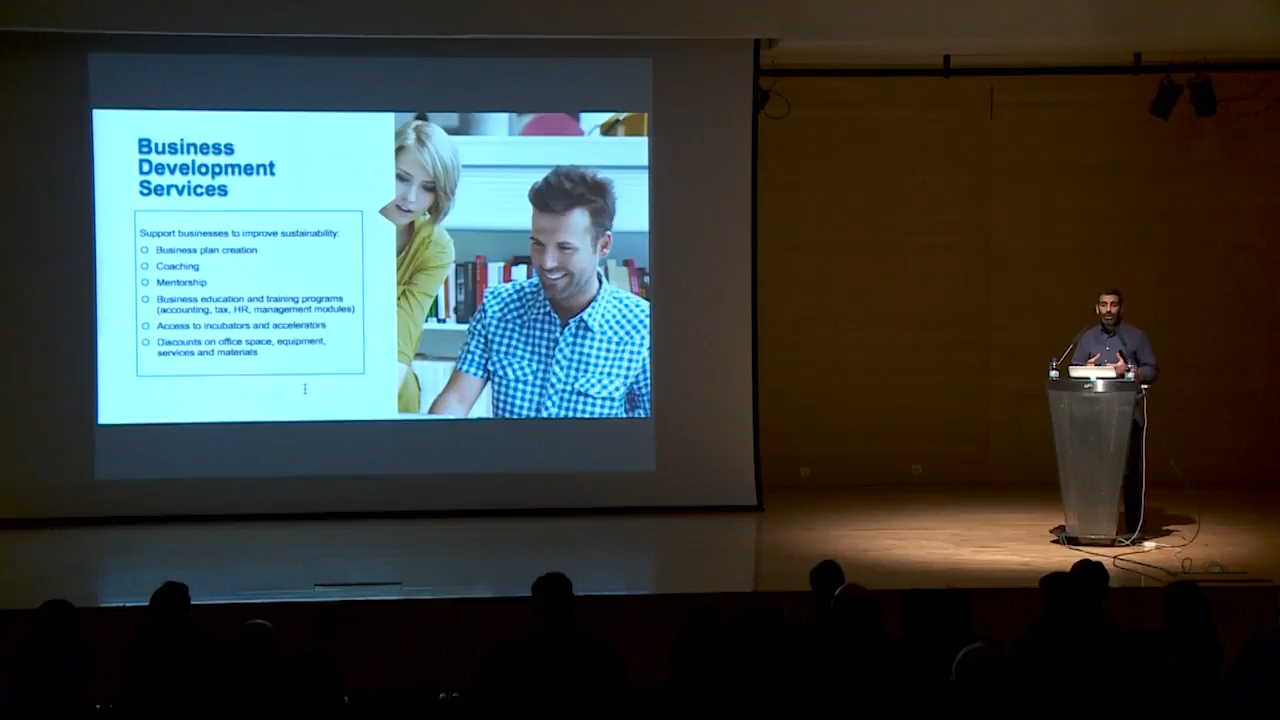 Business
Development
Services
Support businesses to improve sustainability:
Business plan creation
Coaching
Mentorship
Business education and training programs
(accounting, tax, HR, management modules)
Access to incubators and accelerators
Discounts on office space, equipment,
services and materials